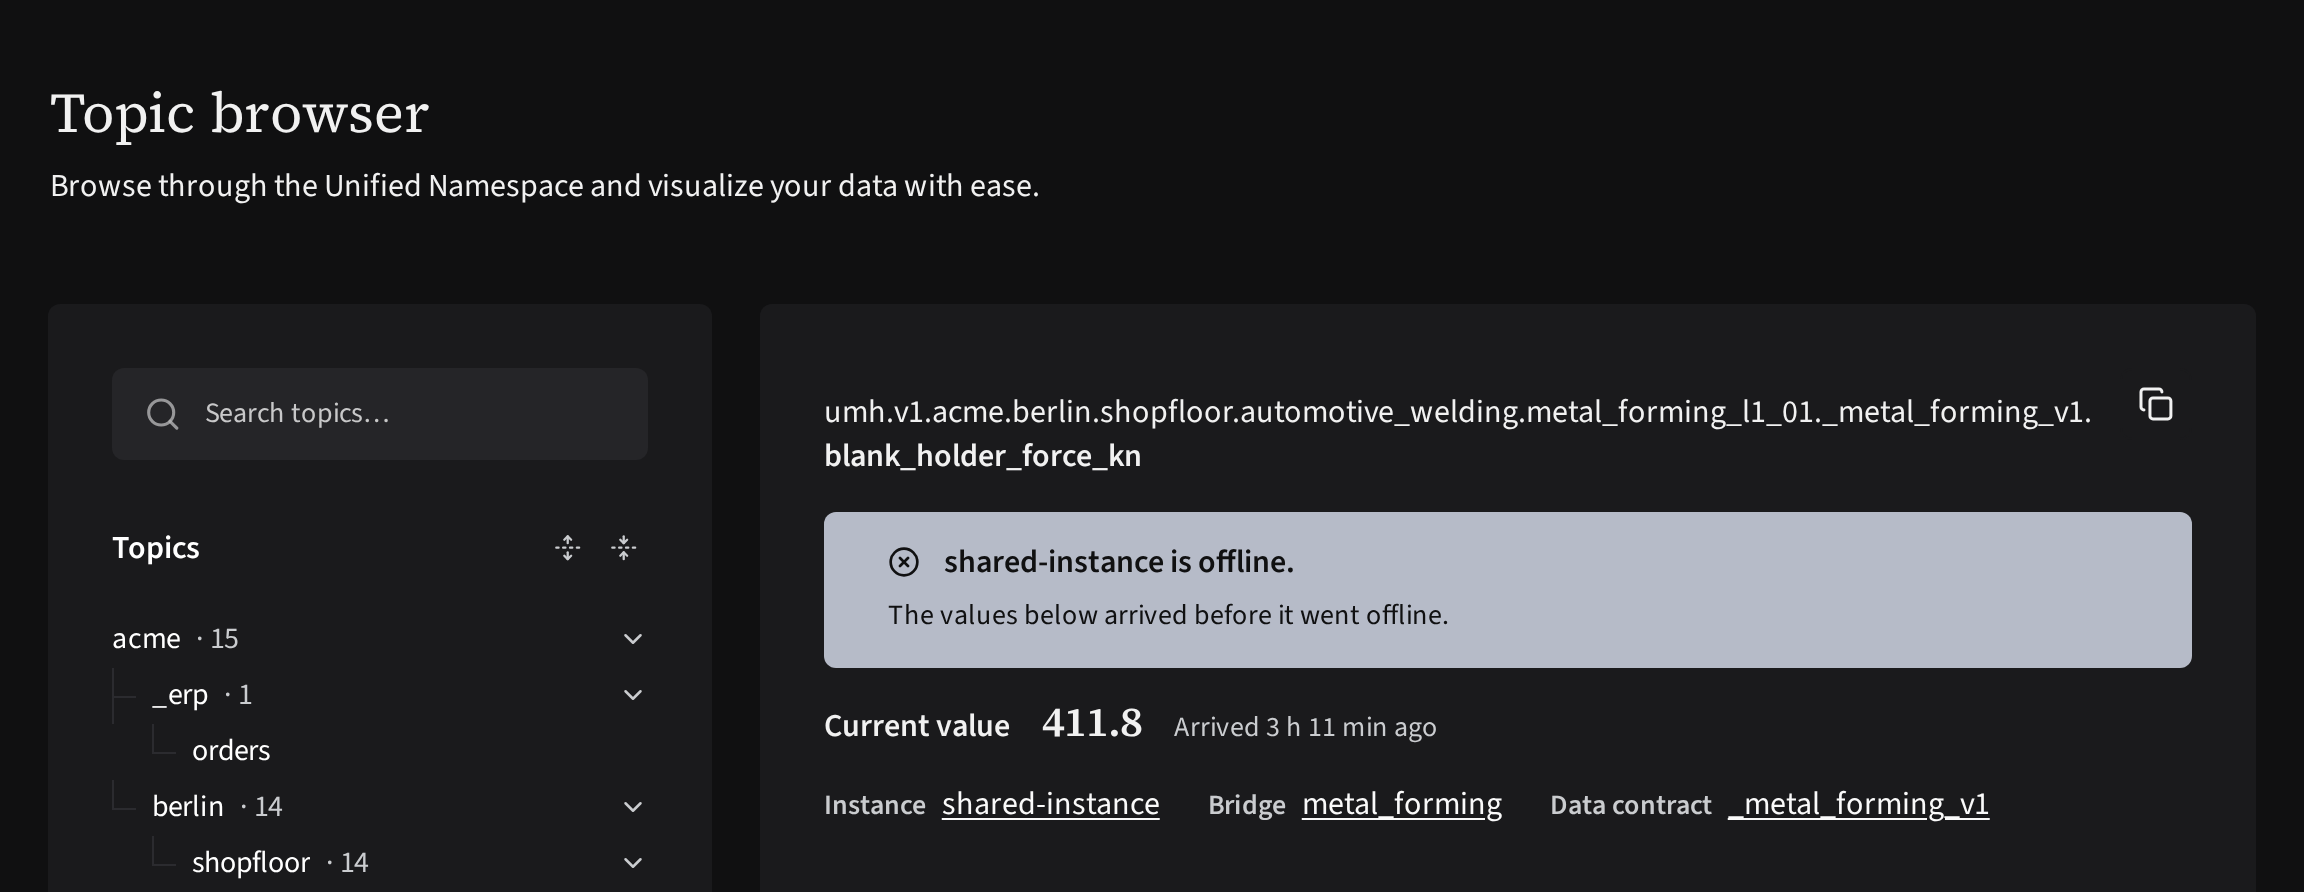 Topic browser
Browse through the Unified Namespace and visualize your data with ease.
Search topics…
Topics
acme · 15
_erp · 1
orders
berlin · 14
shopfloor · 14
umh.v1.acme.berlin.shopfloor.automotive_welding.metal_forming_l1_01._metal_forming_v1.
blank_holder_force_kn
shared-instance is offline.
The values below arrived before it went offline.
Current value 411.8 Arrived 3 h 11 min ago
Instance shared-instance Bridge metal_forming Data contract _metal_forming_v1